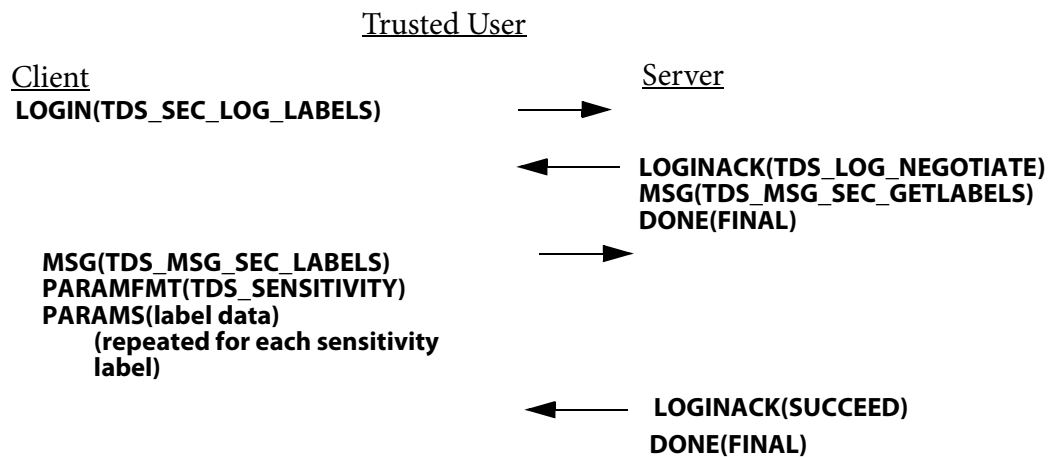 Trusted User
Client
Server
LOGIN(TDS_SEC_LOG_LABELS)
LOGINACK(TDS_LOG_NEGOTIATE)
MSG(TDS_MSG_SEC_GETLABELS)
DONE(FINAL)
MSG(TDS_MSG_SEC_LABELS)
PARAMFMT(TDS_SENSITIVITY)
PARAMS(label data)
(repeated for each sensitivity
label)
LOGINACK(SUCCEED)
DONE(FINAL)